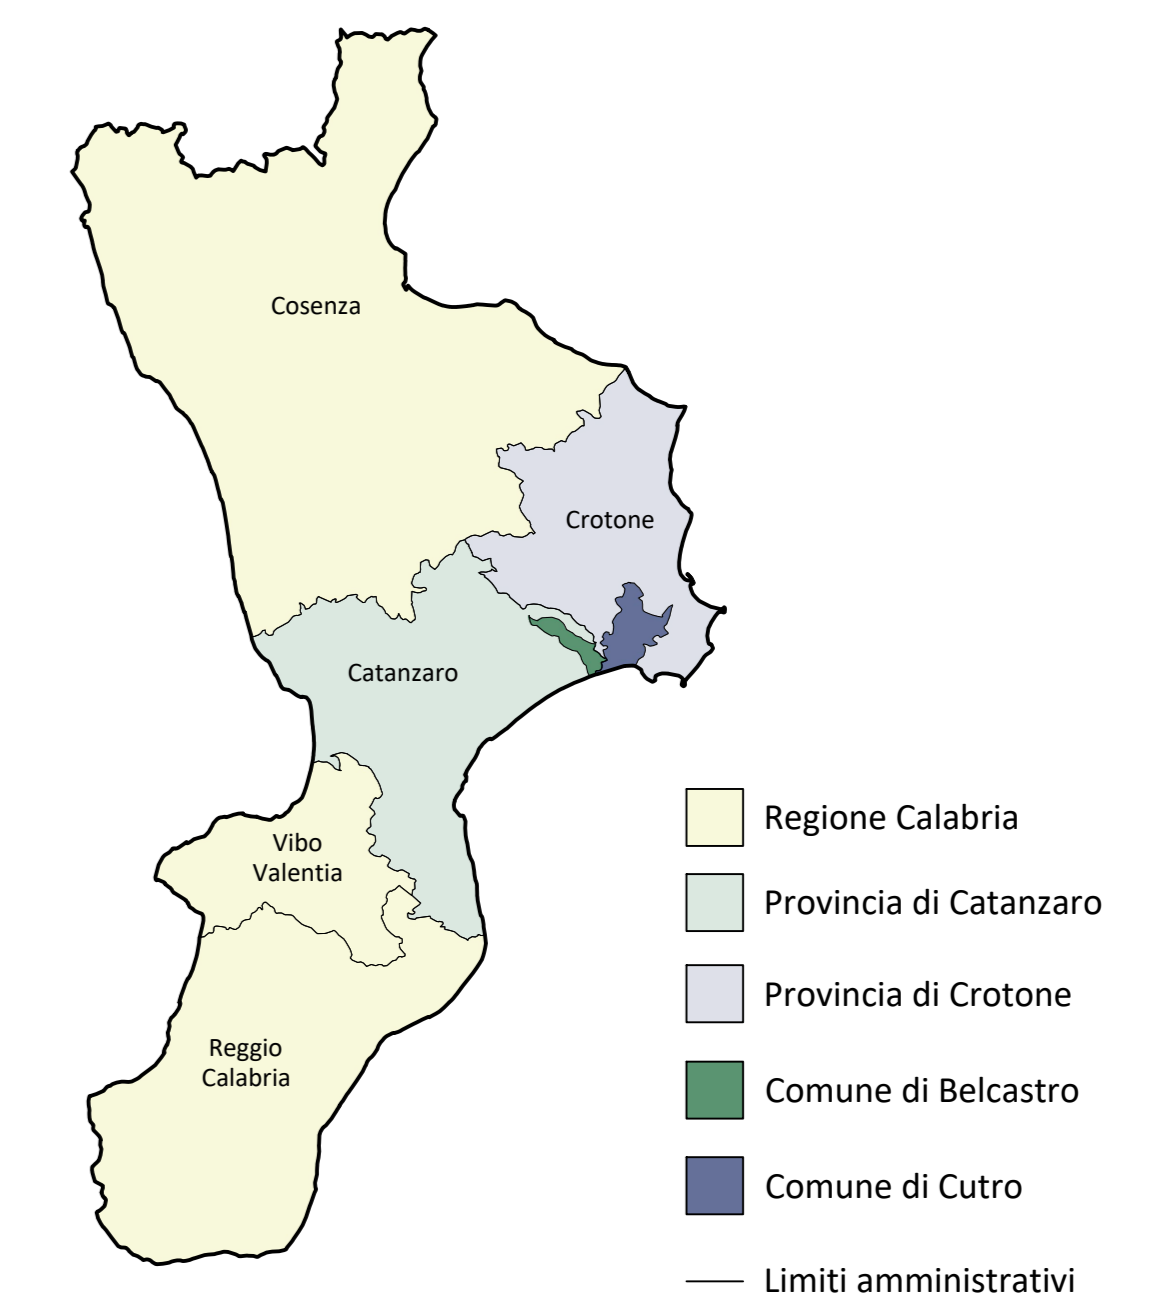 Cosenza
Crotone
Catanzaro
Vibo
Valentia
Reggio
Calabria
Regione Calabria
Provincia di Catanzaro
Provincia di Crotone
Comune di Belcastro
Comune di Cutro
Limiti amministrativi